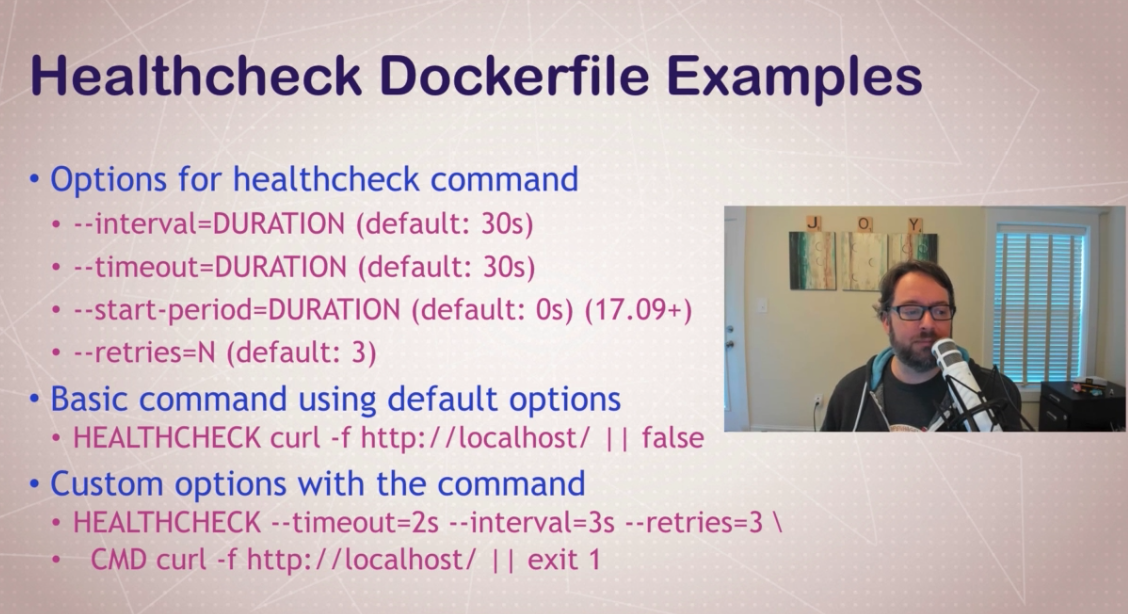 Healthcheck Dockerfile Examples
• Options for healthcheck command
• --interval=DURATION (default: 30s)
• --timeout=DURATION (default: 30s)
• --start-period=DURATION (default: 0s) (17.09+)
• --retries=N (default: 3)
• Basic command using default options
• HEALTHCHECK curl -f http://localhost/ || false
• Custom options with the command
• HEALTHCHECK --timeout=2s --interval=3s --retries=3 \
• CMD curl -f http://localhost/ || exit 1
J O Y